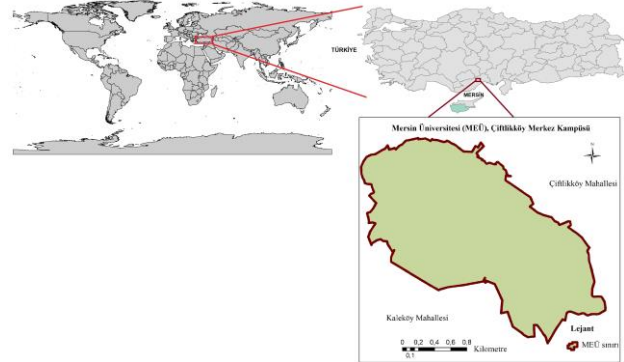 TÜRKİYE
MERSİN
Mersin Üniversitesi (MEÜ), Çiftlikköy Merkez Kampüsü
N
Çiftlikköy Mahallesi
Kaleköy Mahallesi
Lejant
MEÜ sınırı
0 0,2 0,4 0,6 0,8
Kilometre
0,1